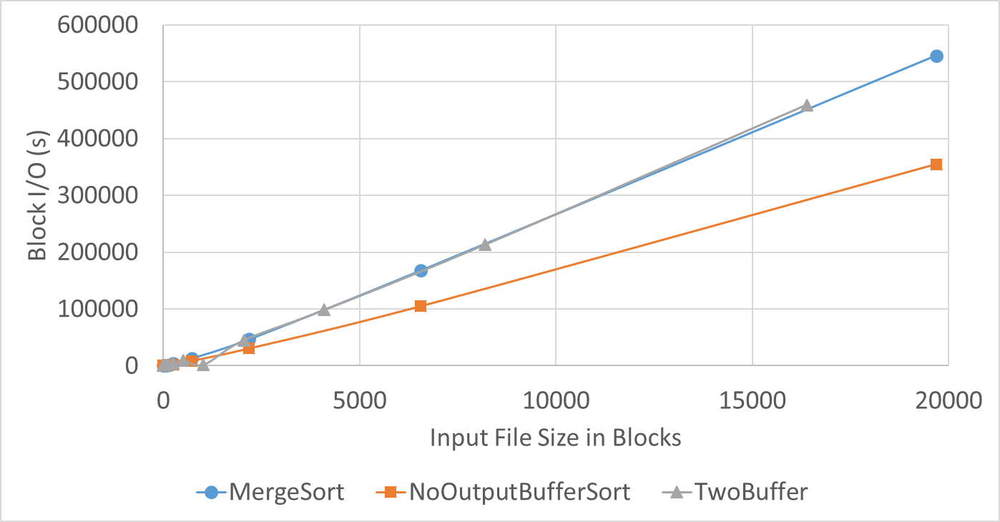 600000
500000
400000
300000
200000
100000
0
Block I/O (s)
0 5000 10000 15000 20000
Input File Size in Blocks
MergeSort NoOutputBufferSort TwoBuffer